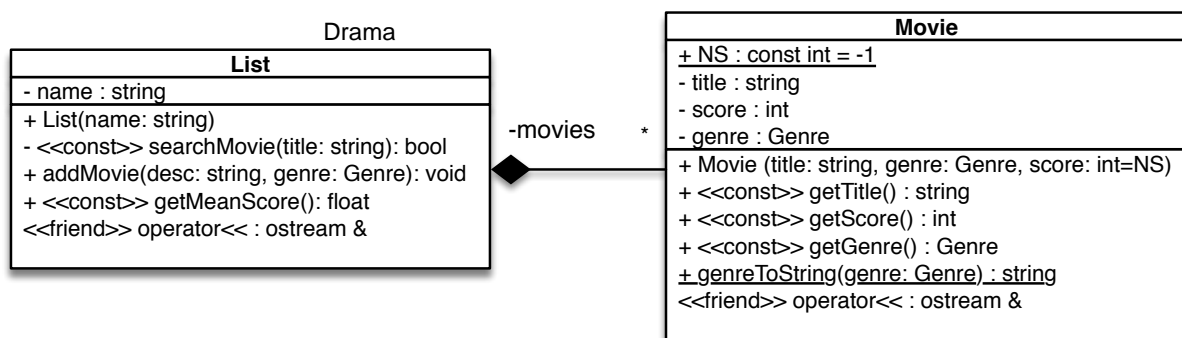 Drama
List
- name : string
+ List(name: string)
- <<const>> searchMovie(title: string): bool
+ addMovie(desc: string, genre: Genre): void
+ <<const>> getMeanScore(): float
<<friend>> operator<< : ostream &
-movies
*
Movie
+ NS : const int = -1
- title : string
- score : int
- genre : Genre
+ Movie (title: string, genre: Genre, score: int=NS)
+ <<const>> getTitle() : string
+ <<const>> getScore() : int
+ <<const>> getGenre() : Genre
+ genreToString(genre: Genre) : string
<<friend>> operator<< : ostream &